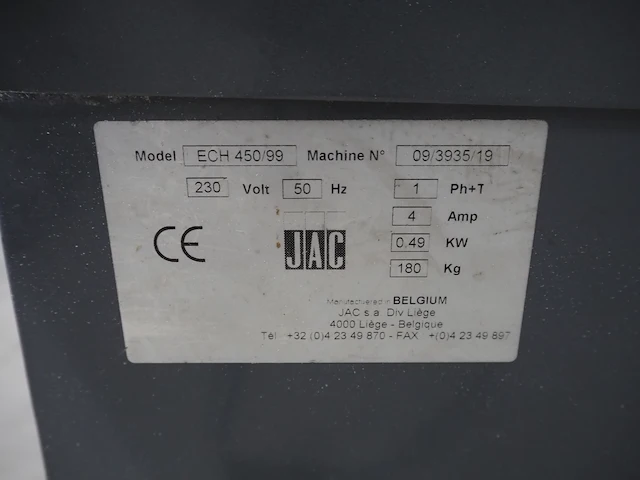 Model ECH 450/99 Machine N° 09/3935/19
230 Volt 50 Hz 1 Ph+T
4 Amp
CE JAC 0,49 KW
180 Kg
Manufactured in BELGIUM
JAC s.a. Div Liège
4000 Liège - Belgique
Tel +32 (0)4 23 49 870 - FAX +(0)4 23 49 897